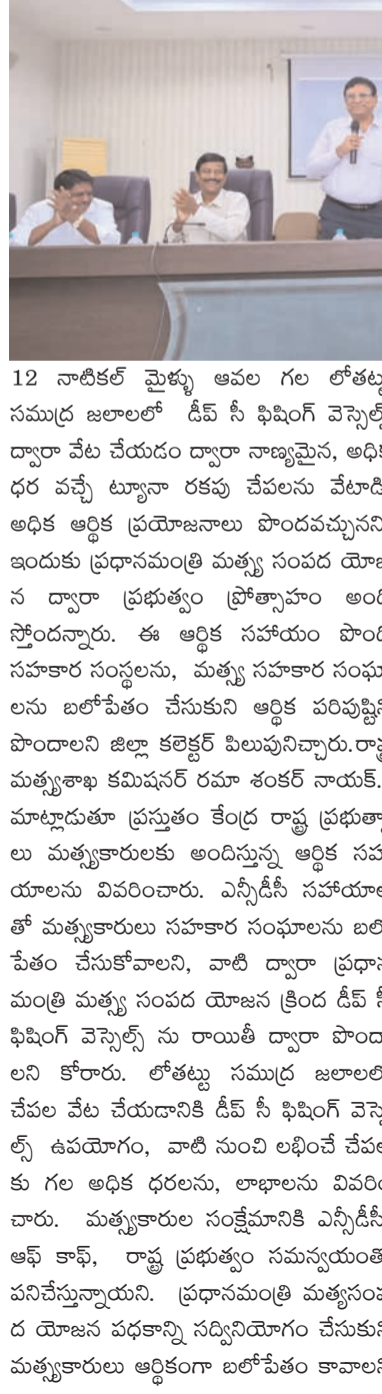 12 నాటికల్ మైళ్ళు ఆవల గల లోతట్టు
సముద్ర జలాలలో డీప్ సీ ఫిషింగ్ వెస్సెల్స్
ద్వారా వేట చేయడం ద్వారా నాణ్యమైన, అధిక
ధర వచ్చే ట్యూనా రకపు చేపలను వేటాడి
అధిక ఆర్థిక ప్రయోజనాలు పొందవచ్చునని
ఇందుకు ప్రధానమంత్రి మత్స్య సంపద యోజ
న ద్వారా ప్రభుత్వం ప్రోత్సాహం అంది
స్తోందన్నారు. ఈ ఆర్థిక సహాయం పొంది
సహకార సంస్థలను, మత్స్య సహకార సంఘా
లను బలోపేతం చేసుకుని ఆర్థిక పరిపుష్టిని
పొందాలని జిల్లా కలెక్టర్ పిలుపునిచ్చారు.రాష్ట్ర
మత్స్యశాఖ కమిషనర్ రమా శంకర్ నాయక్.
మాట్లాడుతూ ప్రస్తుతం కేంద్ర రాష్ట్ర ప్రభుత్వా
లు మత్స్యకారులకు అందిస్తున్న ఆర్థిక సహ
యాలను వివరించారు. ఎన్సీడీసీ సహాయాల
తో మత్స్యకారులు సహకార సంఘాలను బలో
పేతం చేసుకోవాలని, వాటి ద్వారా ప్రధాన
మంత్రి మత్స్య సంపద యోజన క్రింద డీప్ సీ
ఫిషింగ్ వెస్సెల్స్ ను రాయితీ ద్వారా పొందా
లని కోరారు. లోతట్టు సముద్ర జలాలలో
చేపల వేట చేయడానికి డీప్ సీ ఫిషింగ్ వెస్సె
ల్స్ ఉపయోగం, వాటి నుంచి లభించే చేపల
కు గల అధిక ధరలను, లాభాలను వివరిం
చారు. మత్స్యకారుల సంక్షేమానికి ఎన్సీడీసీ
ఆఫ్ కాఫ్, రాష్ట్ర ప్రభుత్వం సమన్వయంతో
పనిచేస్తున్నాయని. ప్రధానమంత్రి మత్యసంప
ద యోజన పధకాన్ని సద్వినియోగం చేసుకుని
మత్స్యకారులు ఆర్థికంగా బలోపేతం కావాలని